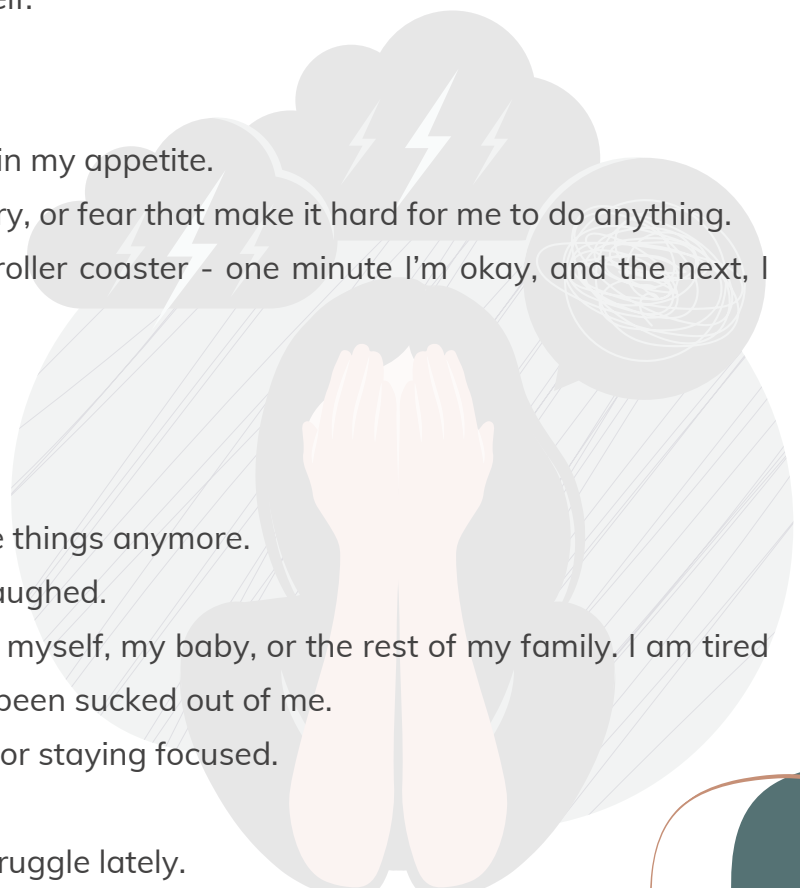 elf.
in my appetite.
ry, or fear that make it hard for me to do anything.
roller coaster - one minute I’m okay, and the next, I
e things anymore.
aughed.
myself, my baby, or the rest of my family. I am tired
been sucked out of me.
or staying focused.
ruggle lately.